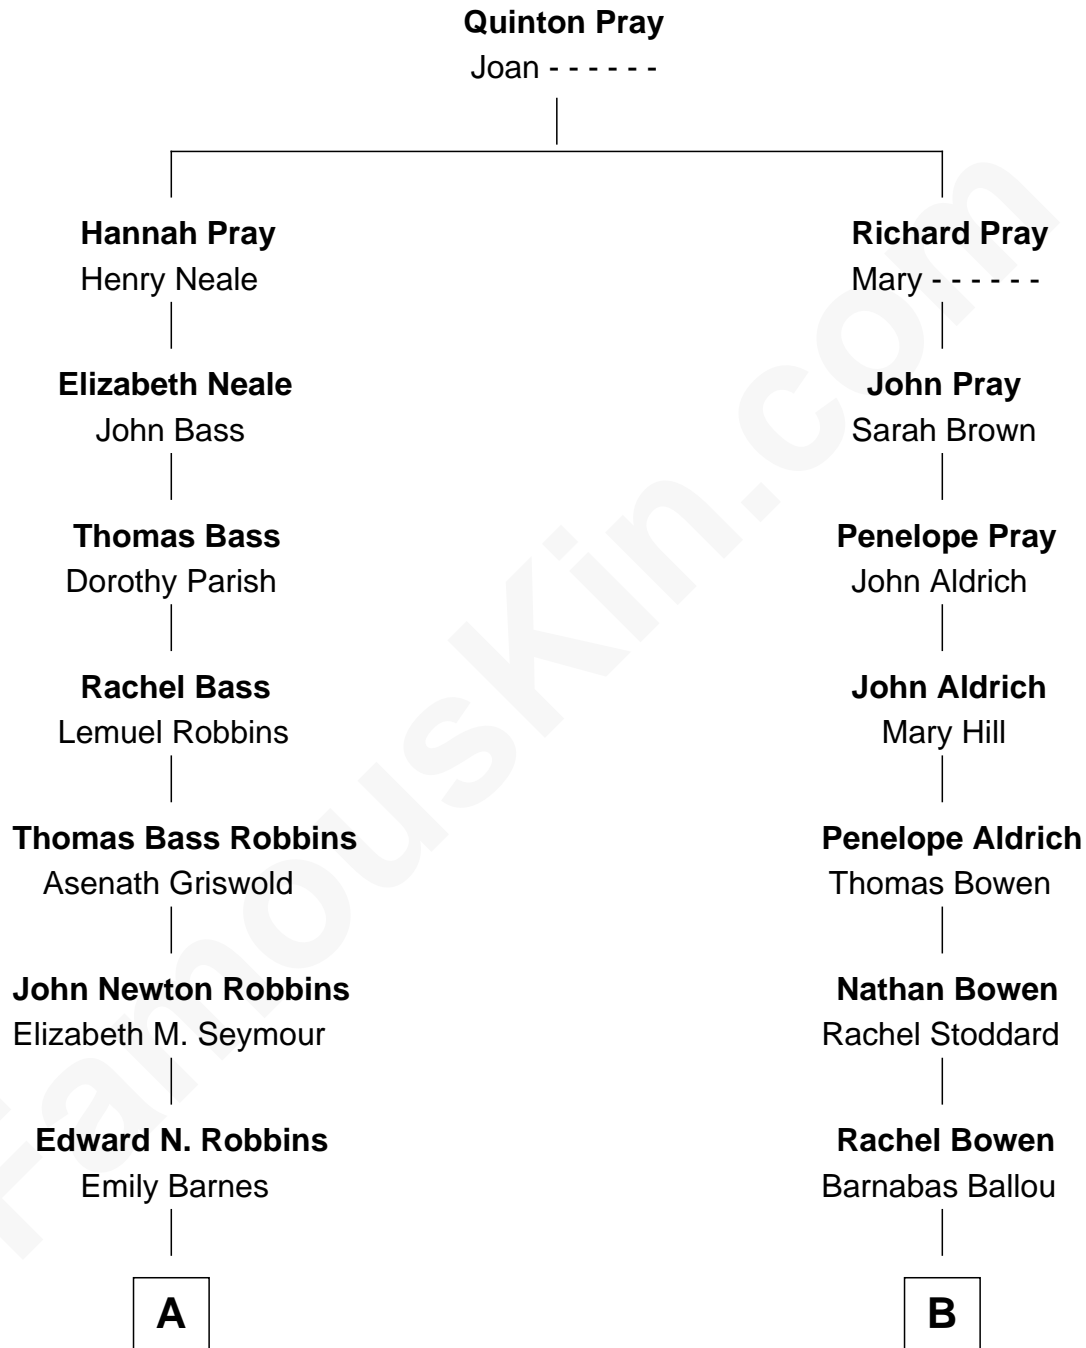 Quinton Pray
Joan - - - - - -
Hannah Pray
Henry Neale
Richard Pray
Mary - - - - - -
Elizabeth Neale
John Bass
John Pray
Sarah Brown
Thomas Bass
Dorothy Parish
Penelope Pray
John Aldrich
Rachel Bass
Lemuel Robbins
John Aldrich
Mary Hill
Thomas Bass Robbins
Asenath Griswold
Penelope Aldrich
Thomas Bowen
John Newton Robbins
Elizabeth M. Seymour
Nathan Bowen
Rachel Stoddard
Edward N. Robbins
Emily Barnes
Rachel Bowen
Barnabas Ballou
A
B
FamousKin.com